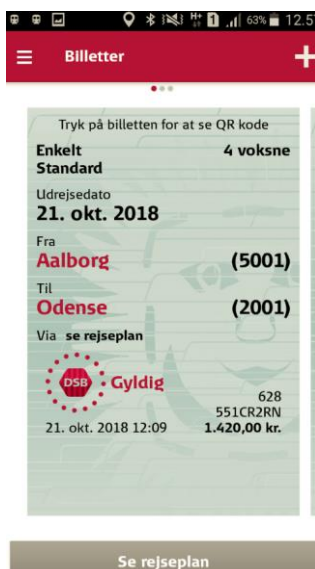 H+ 1 63% 12.5
Billetter
Tryk på billetten for at se QR kode
Enkelt 4 voksne
Standard
Udrejsedato
21. okt. 2018
Fra
Aalborg (5001)
Til
Odense (2001)
Via se rejseplan
DSB Gyldig
628
551CR2RN
21. okt. 2018 12:09 1.420,00 kr.
Se rejseplan